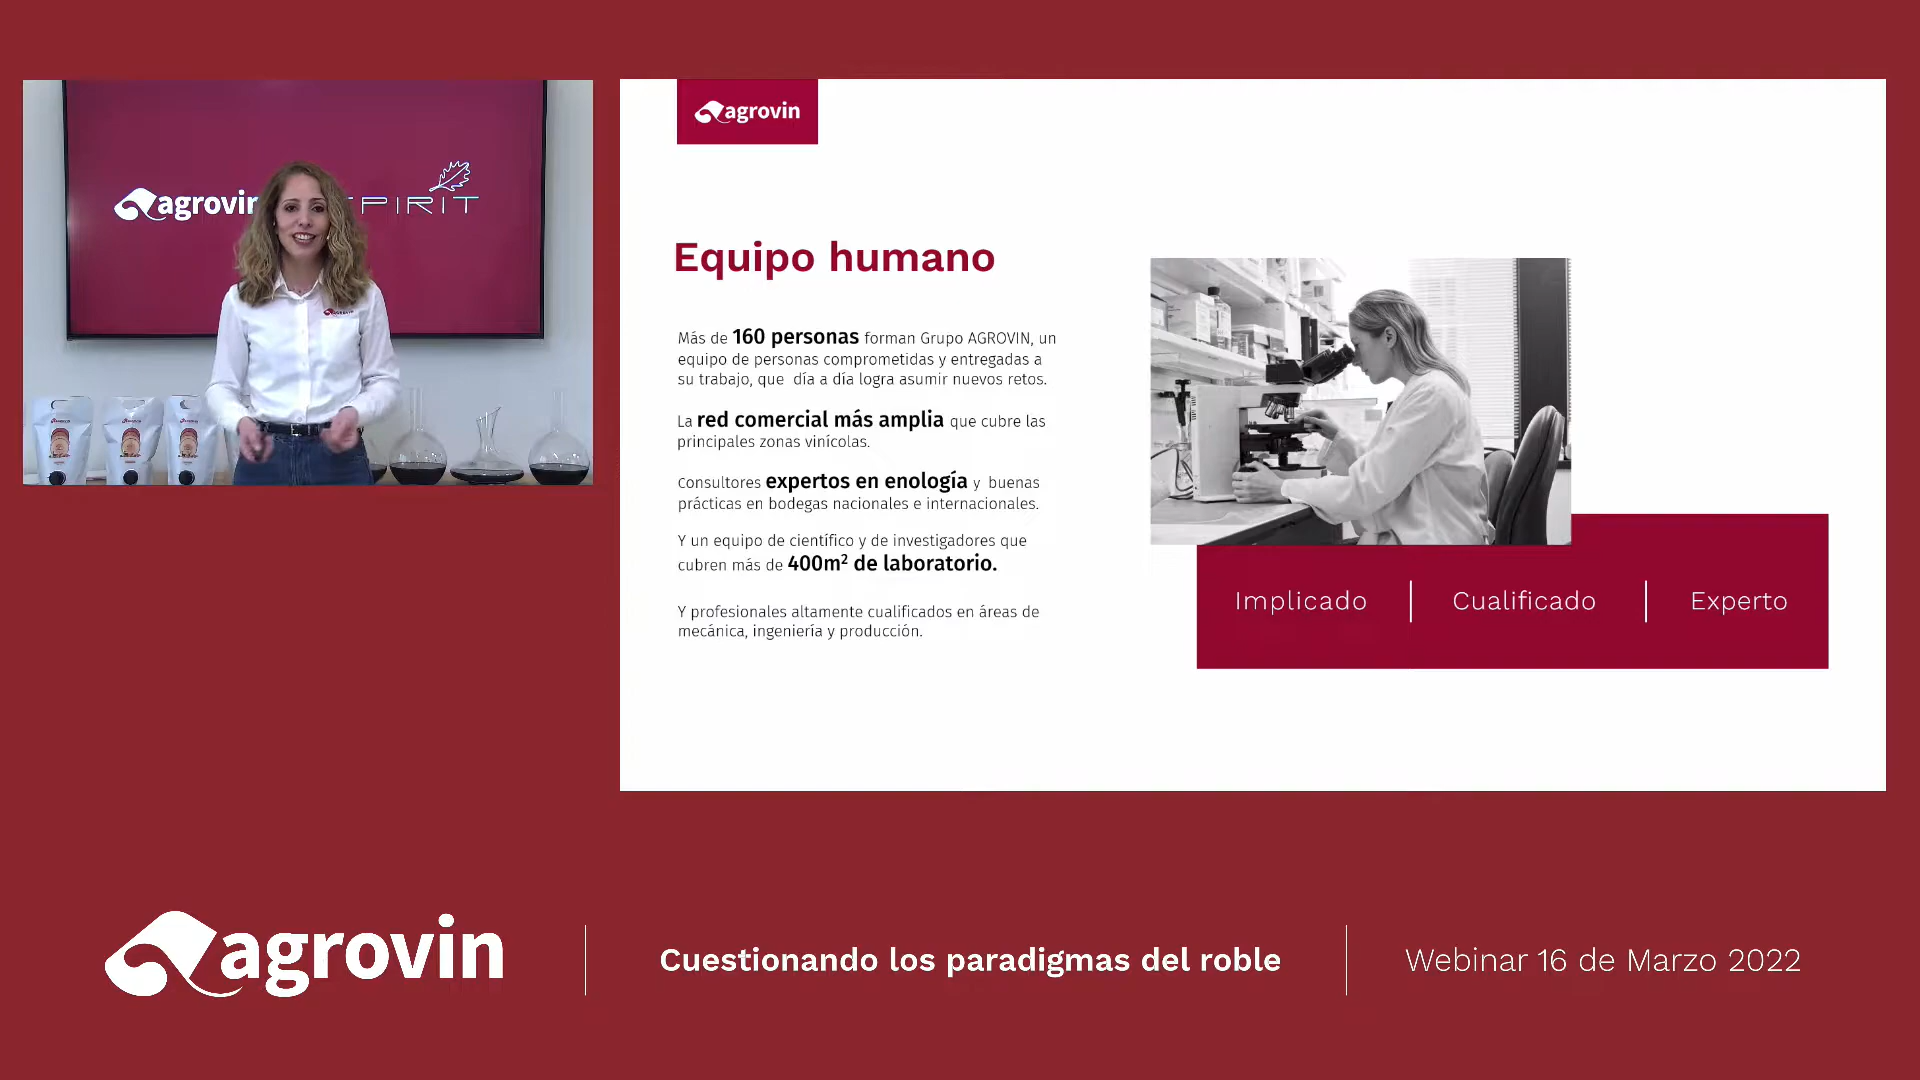 agrovin
PIRIT
agrovin
Equipo humano
Más de 160 personas forman Grupo AGROVIN, un
equipo de personas comprometidas y entregadas a
su trabajo, que día a día logra asumir nuevos retos.
La red comercial más amplia que cubre las
principales zonas vinícolas.
Consultores expertos en enología y buenas
prácticas en bodegas nacionales e internacionales.
Y un equipo de científico y de investigadores que
cubren más de 400m² de laboratorio.
Y profesionales altamente cualificados en áreas de
mecánica, ingeniería y producción.
Implicado
Cualificado
Experto
agrovin
Cuestionando los paradigmas del roble
Webinar 16 de Marzo 2022